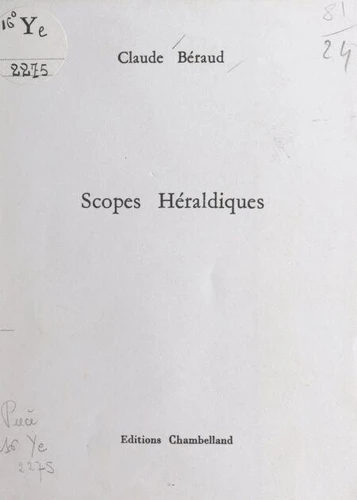 16° Ye
2275
Claude Béraud
81
24
Scopes Héraldiques
16 Ye
2275
Editions Chambelland